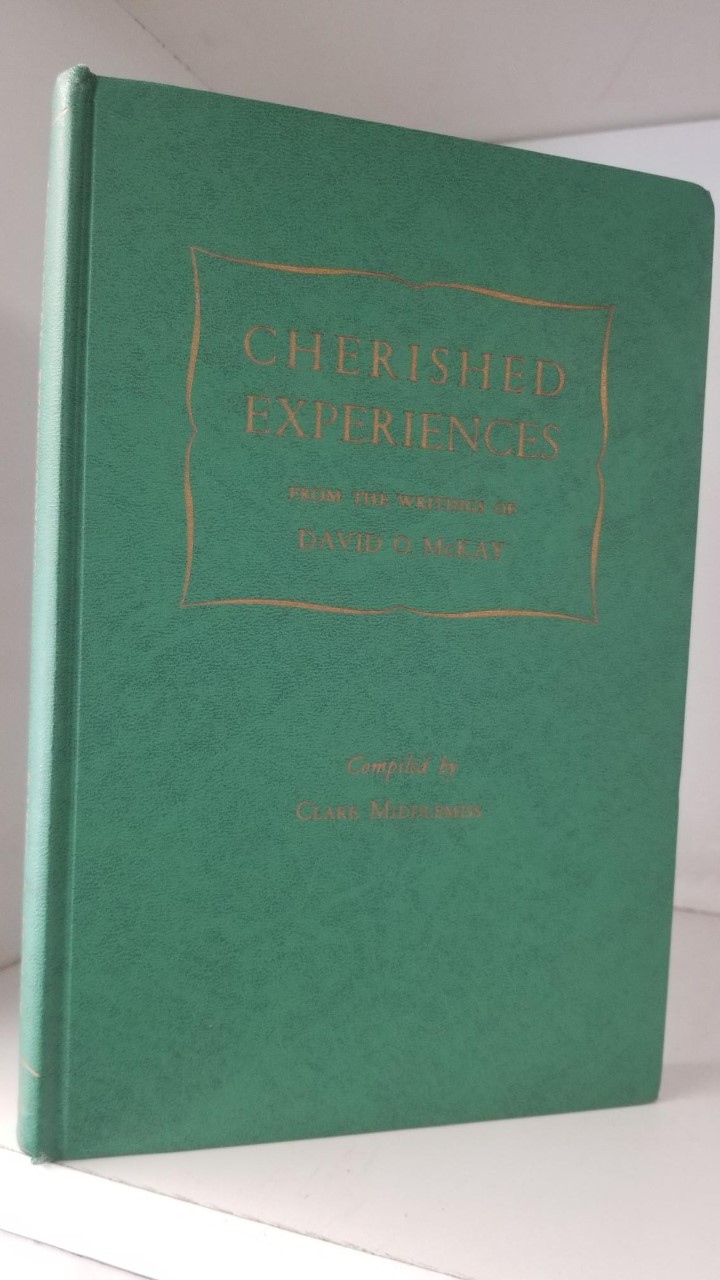 CHERISHED
EXPERIENCES
FROM THE WRITINGS OF
DAVID O. McKAY
Compiled by
CLARE MIDDLEMISS